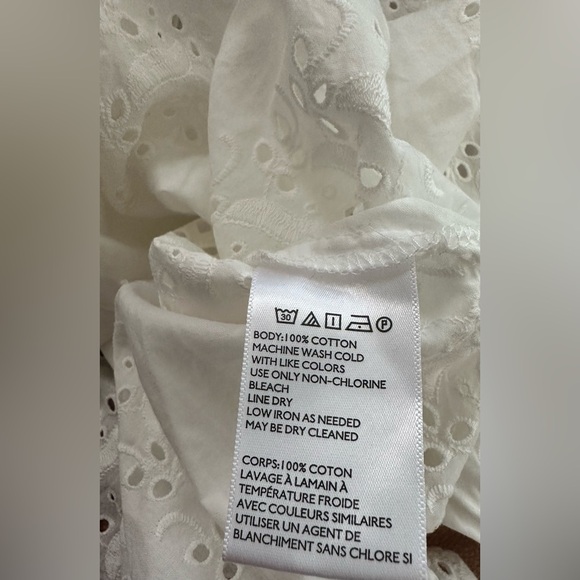 30 P
BODY:100% COTTON
MACHINE WASH COLD
WITH LIKE COLORS
USE ONLY NON-CHLORINE
BLEACH
LINE DRY
LOW IRON AS NEEDED
MAY BE DRY CLEANED
CORPS:100% COTON
LAVAGE À LAMAIN À
TEMPÉRATURE FROIDE
AVEC COULEURS SIMILAIRES
UTILISER UN AGENT DE
BLANCHIMENT SANS CHLORE SI